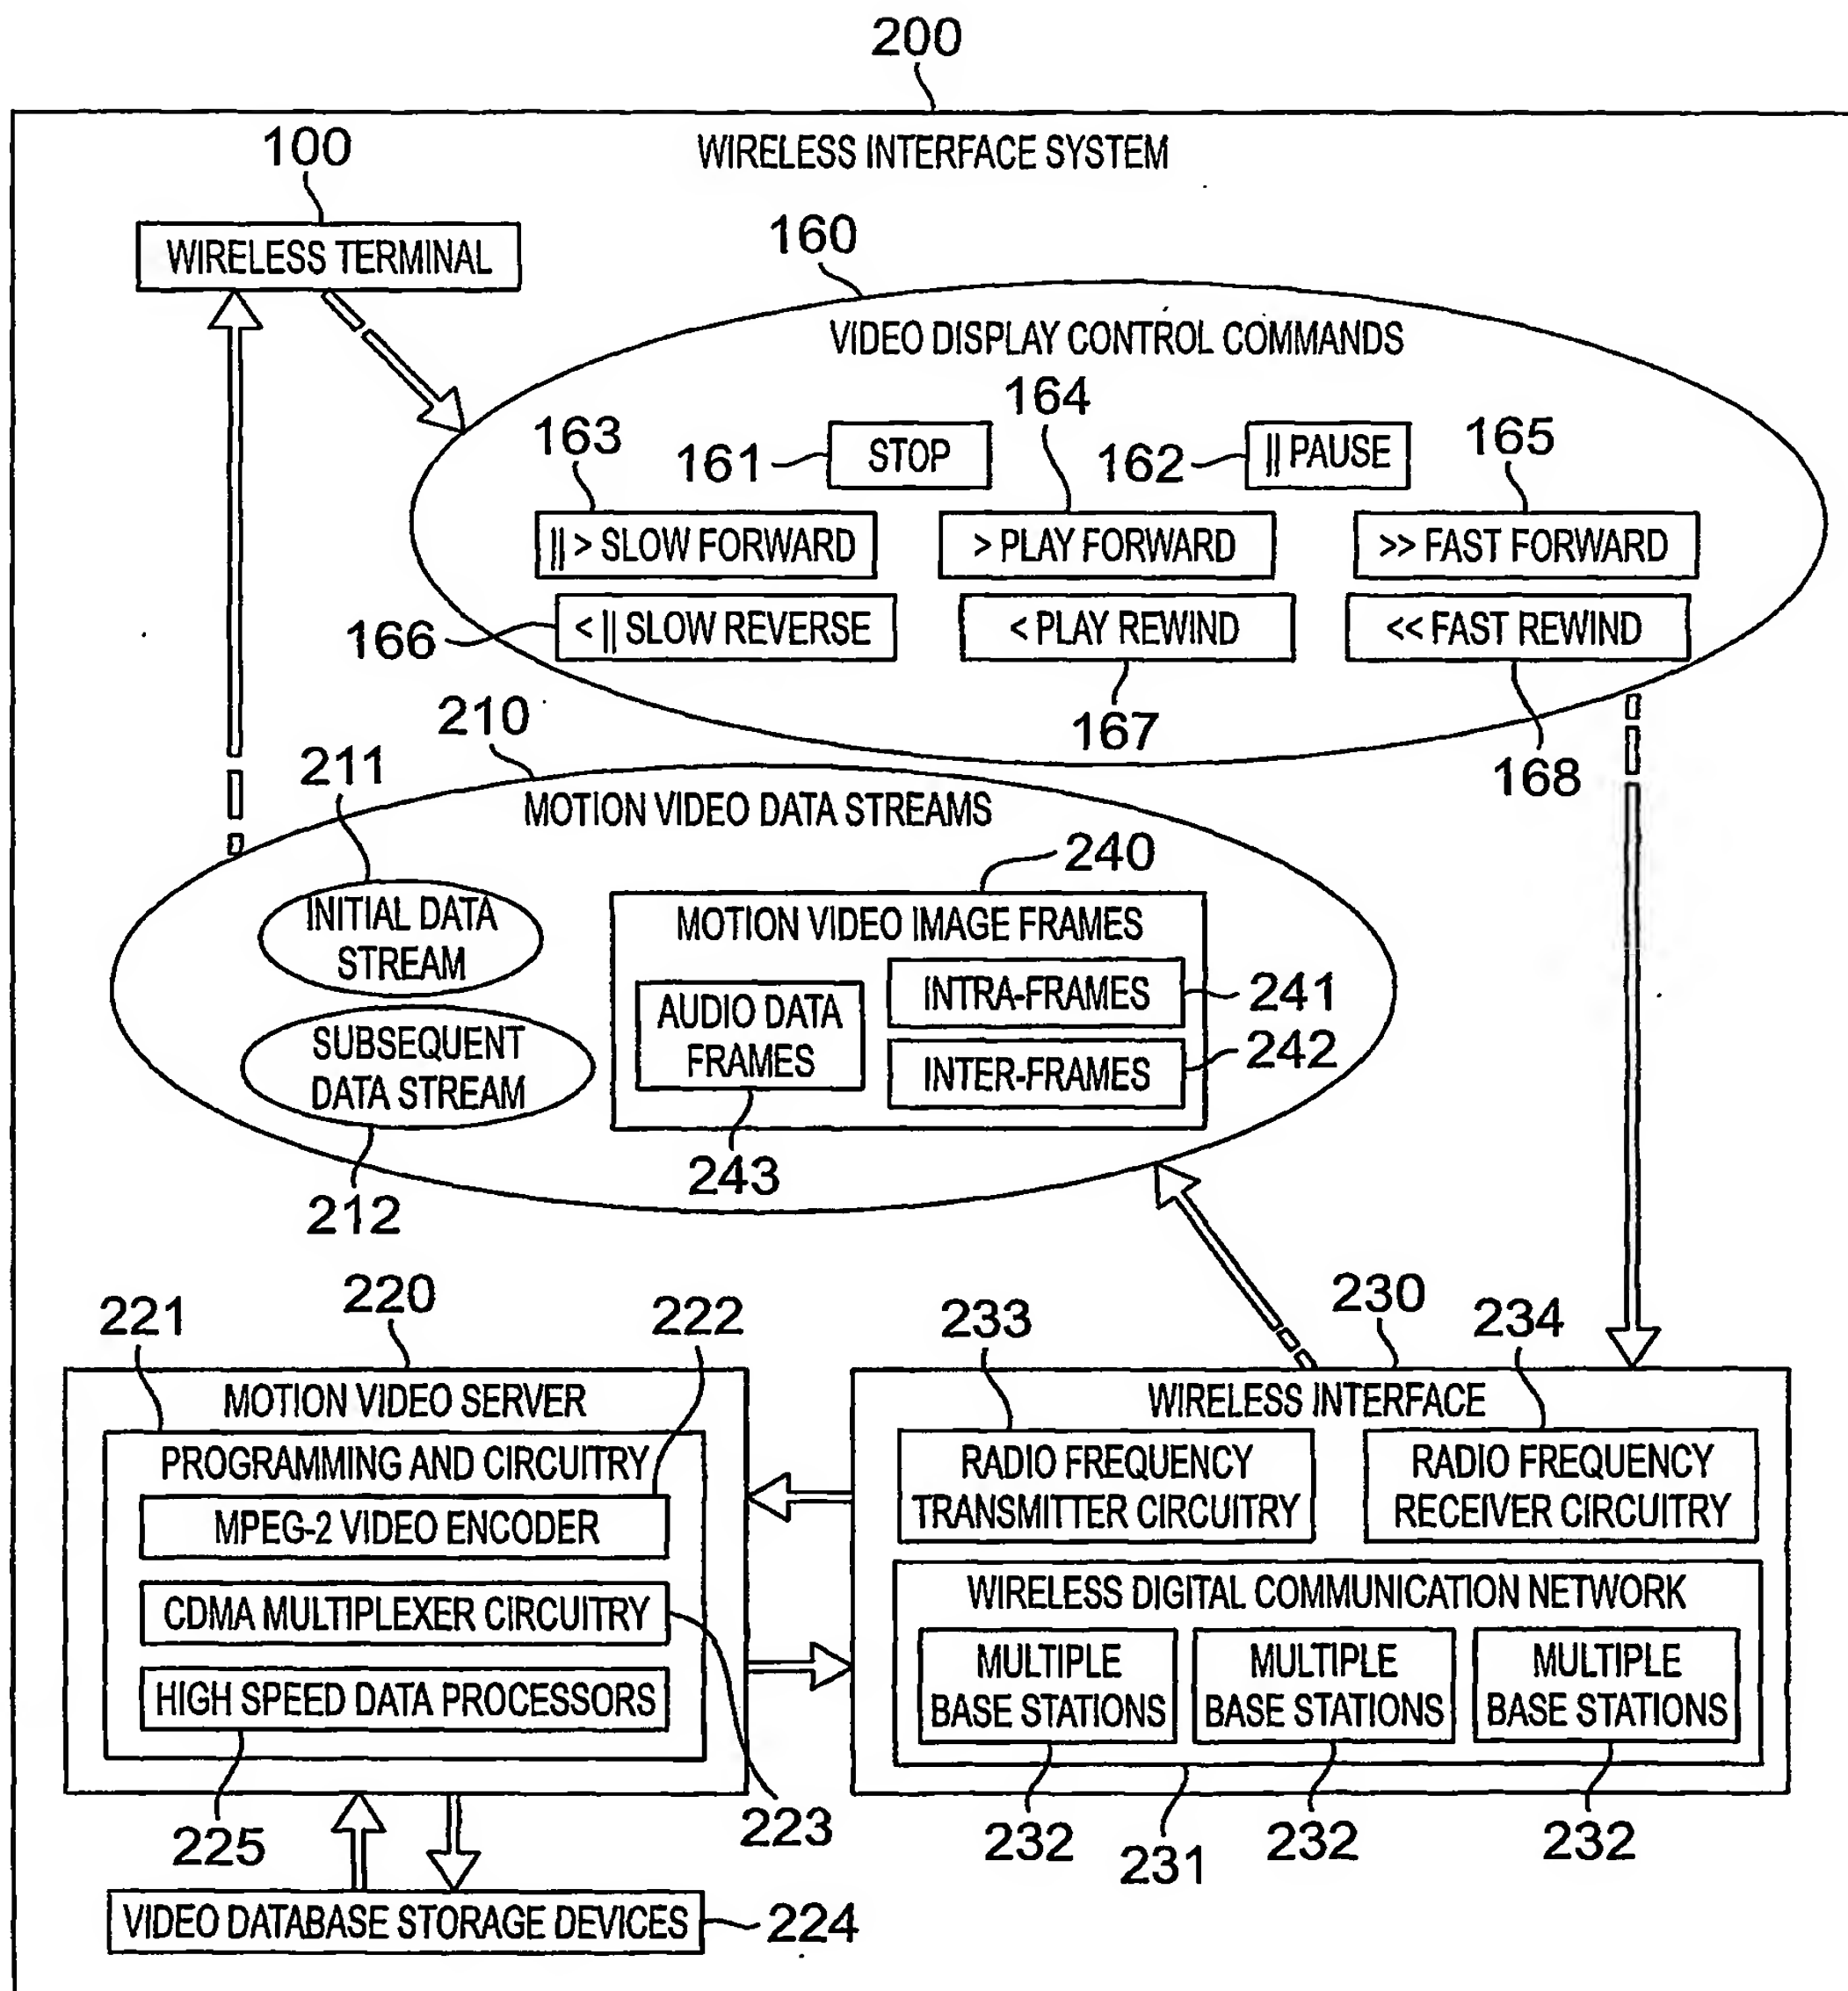 200
WIRELESS INTERFACE SYSTEM
100
WIRELESS TERMINAL
160
VIDEO DISPLAY CONTROL COMMANDS
163
164
165
161
STOP
162
|| PAUSE
|| > SLOW FORWARD
> PLAY FORWARD
>> FAST FORWARD
166
< || SLOW REVERSE
< PLAY REWIND
<< FAST REWIND
167
168
210
MOTION VIDEO DATA STREAMS
211
INITIAL DATA
STREAM
SUBSEQUENT
DATA STREAM
212
240
MOTION VIDEO IMAGE FRAMES
AUDIO DATA
FRAMES
243
INTRA-FRAMES
241
INTER-FRAMES
242
221
220
222
MOTION VIDEO SERVER
PROGRAMMING AND CIRCUITRY
MPEG-2 VIDEO ENCODER
CDMA MULTIPLEXER CIRCUITRY
HIGH SPEED DATA PROCESSORS
225
223
VIDEO DATABASE STORAGE DEVICES
224
233
230
234
WIRELESS INTERFACE
RADIO FREQUENCY
TRANSMITTER CIRCUITRY
RADIO FREQUENCY
RECEIVER CIRCUITRY
WIRELESS DIGITAL COMMUNICATION NETWORK
MULTIPLE
BASE STATIONS
MULTIPLE
BASE STATIONS
MULTIPLE
BASE STATIONS
232
231
232
232